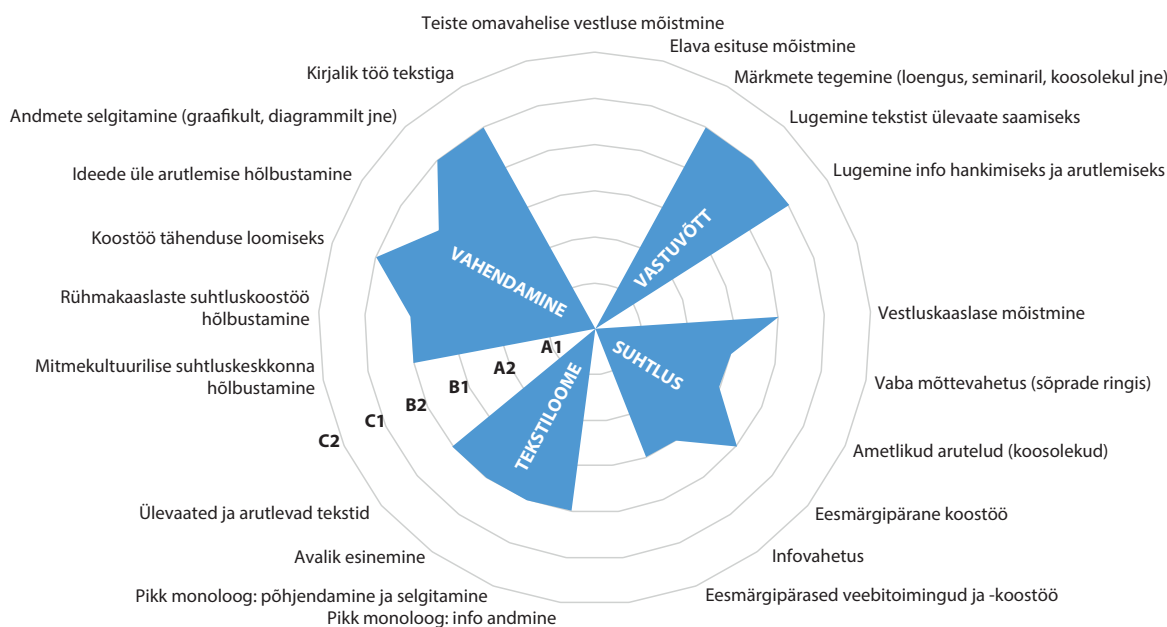 Teiste omavahelise vestluse mõistmine
Elava esituse mõistmine
Märkmete tegemine (loengus, seminaril, koosolekul jne)
Lugemine tekstist ülevaate saamiseks
Lugemine info hankimiseks ja arutlemiseks
Vestluskaaslase mõistmine
Vaba mõttevahetus (sõprade ringis)
Ametlikud arutelud (koosolekud)
Eesmärgipärane koostöö
Infovahetus
Eesmärgipärased veebitoimingud ja -koostöö
Pikk monoloog: info andmine
Pikk monoloog: põhjendamine ja selgitamine
Avalik esinemine
Ülevaated ja arutlevad tekstid
Mitmekultuurilise suhtluskeskkonna
hõlbustamine
Rühmakaaslaste suhtluskoostöö
hõlbustamine
Koostöö tähenduse loomiseks
Ideede üle arutlemise hõlbustamine
Andmete selgitamine (graafikult, diagrammilt jne)
Kirjalik töö tekstiga
VAHENDAMINE
VASTUVÕTT
SUHTLUS
TEKSTILOOME
A1
A2
B1
B2
C1
C2